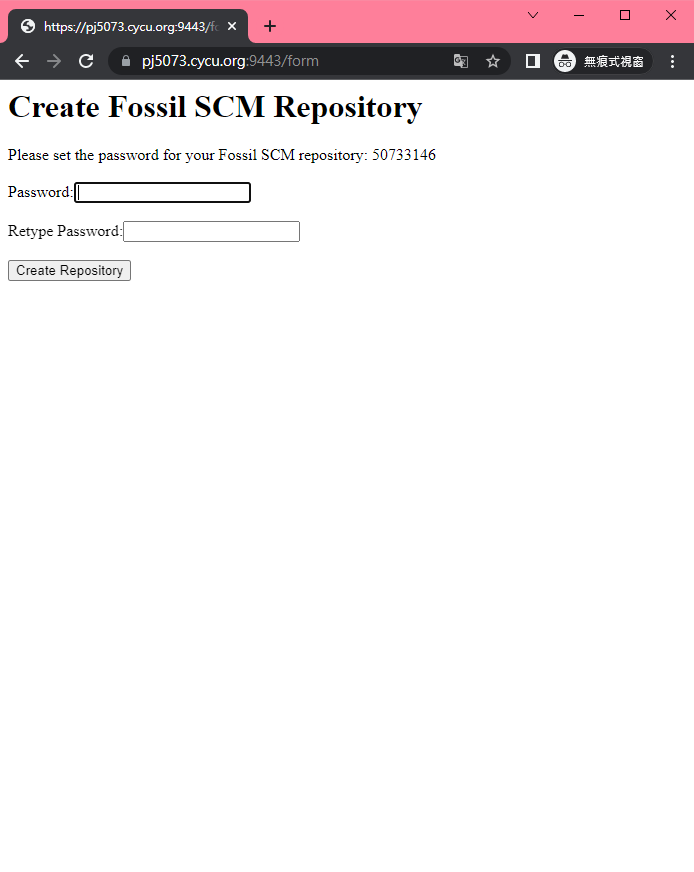 https://pj5073.cycu.org:9443/fo
pj5073.cycu.org:9443/form
無痕式視窗
Create Fossil SCM Repository
Please set the password for your Fossil SCM repository: 50733146
Password:
Retype Password:
Create Repository